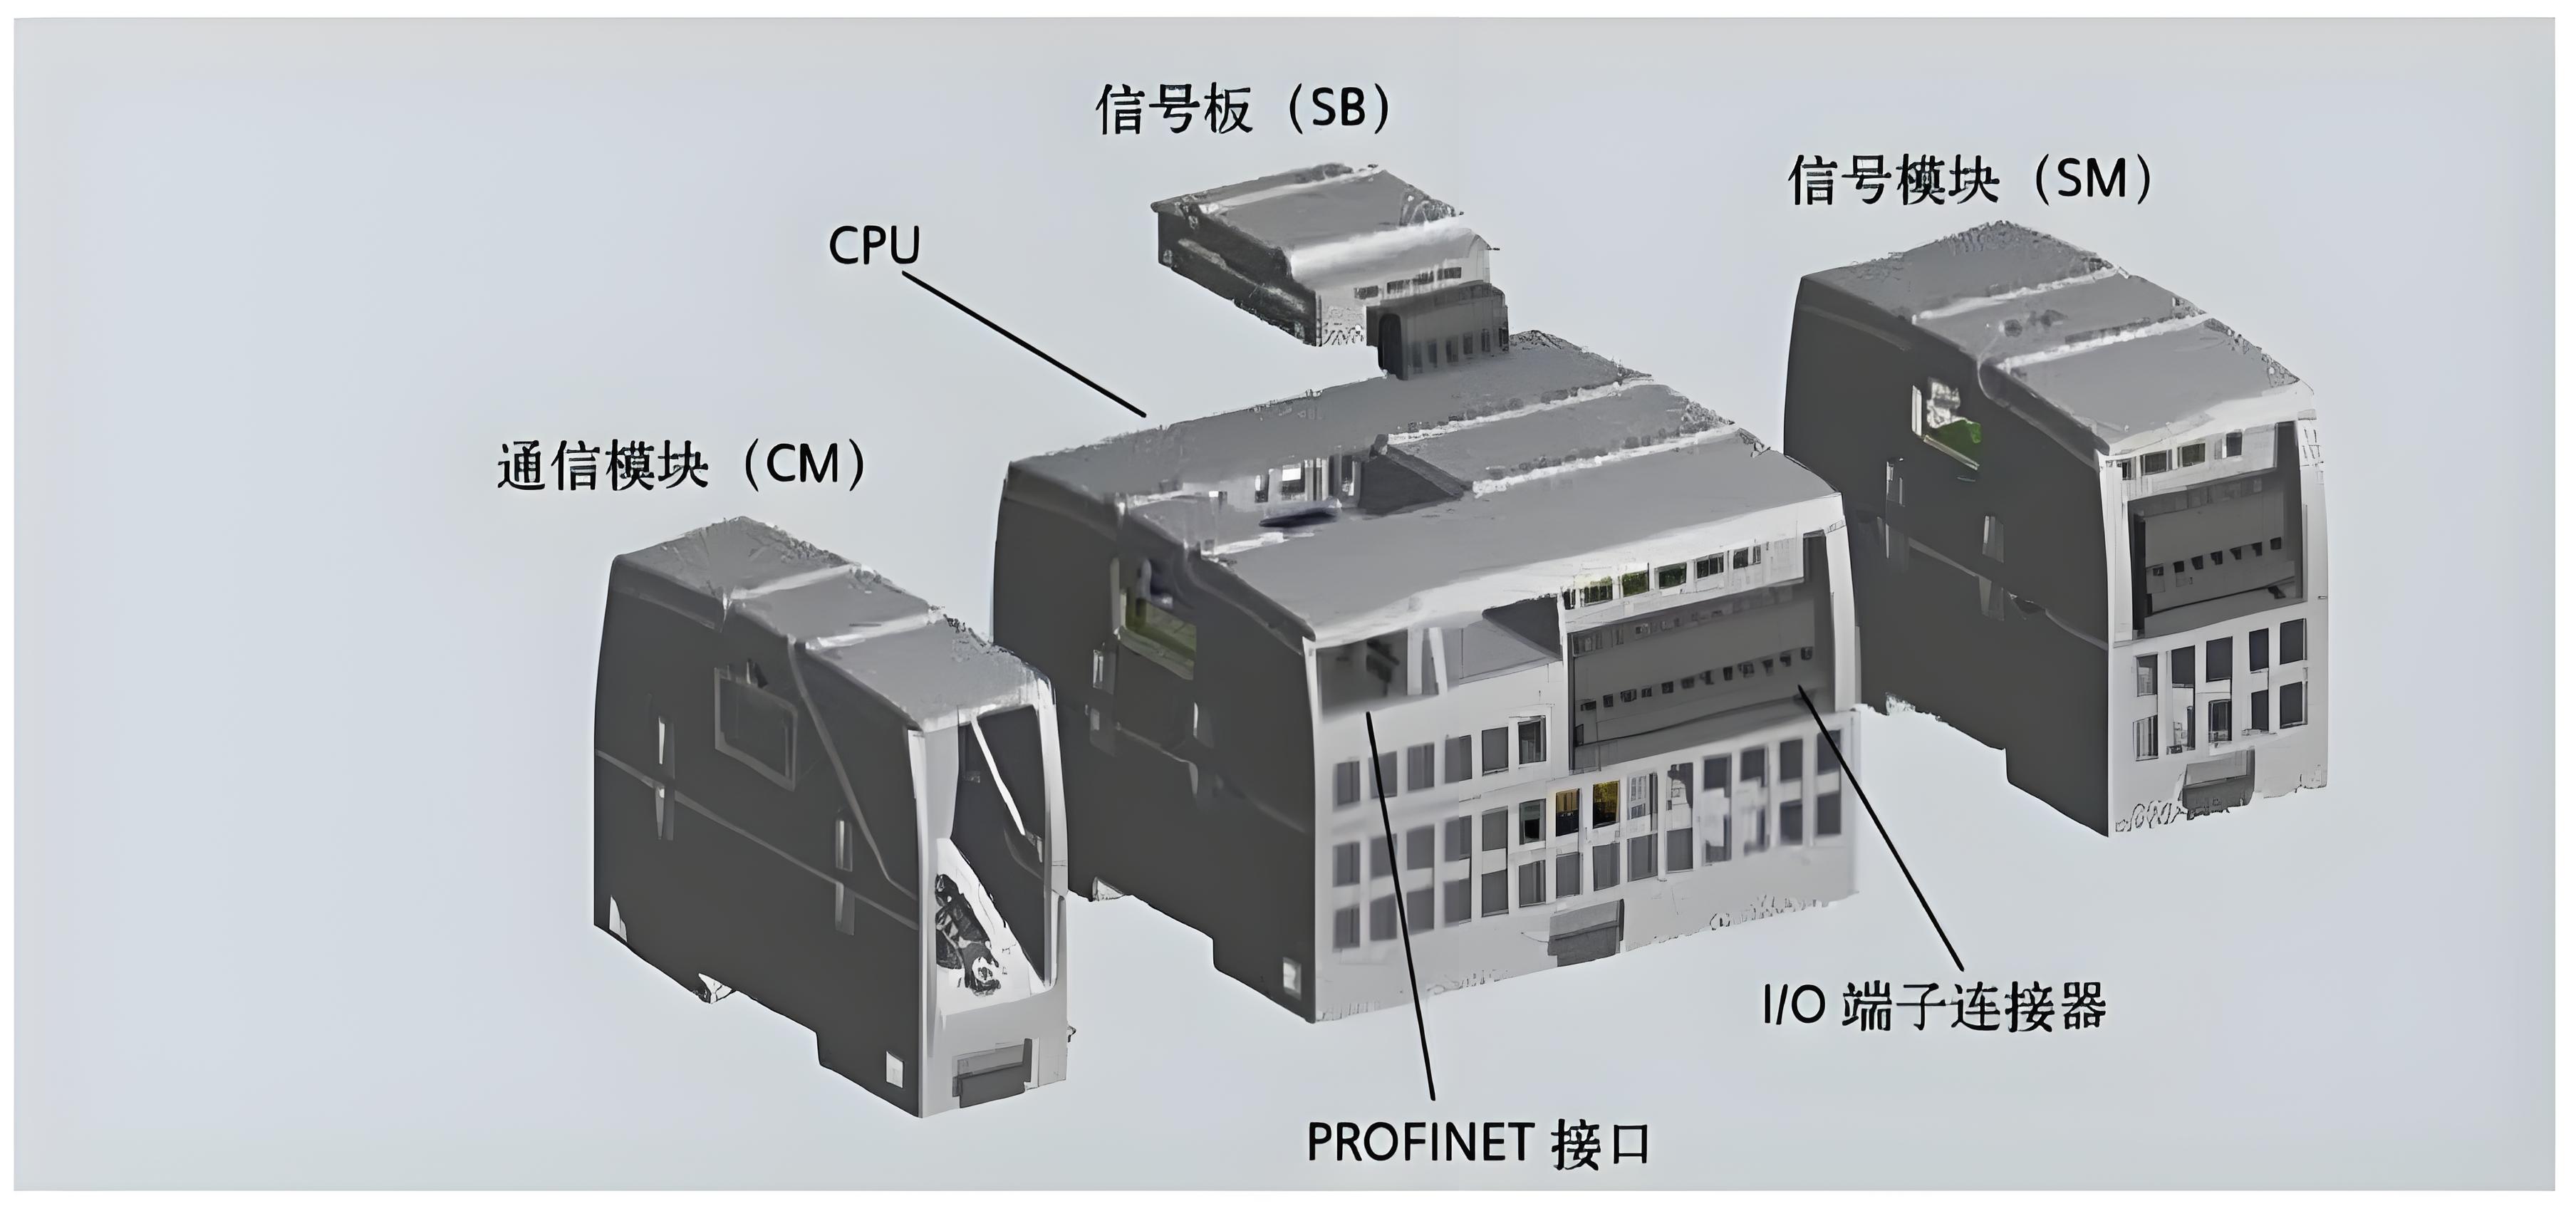 信号板（SB）
信号模块（SM）
CPU
通信模块（CM）
I/O 端子连接器
PROFINET 接口